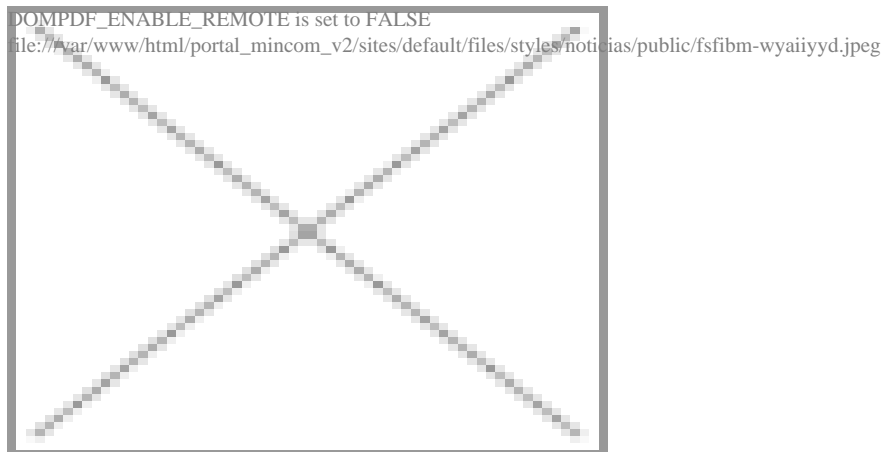 DOMPDF_ENABLE_REMOTE is set to FALSE
file:///var/www/html/portal_mincom_v2/sites/default/files/styles/noticias/public/fsfibm-wyaiiyyd.jpeg